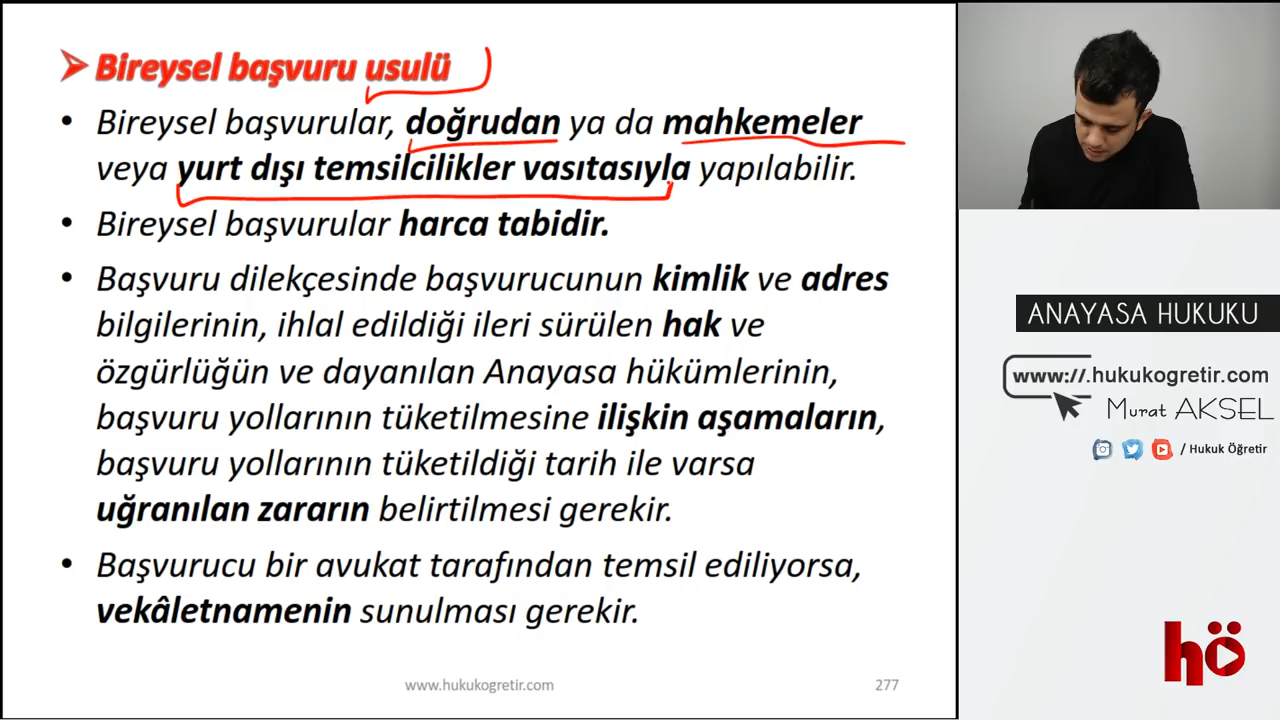 Bireysel başvuru usulü
• Bireysel başvurular, doğrudan ya da mahkemeler
veya yurt dışı temsilcilikler vasıtasıyla yapılabilir.
• Bireysel başvurular harca tabidir.
• Başvuru dilekçesinde başvurucunun kimlik ve adres
bilgilerinin, ihlal edildiği ileri sürülen hak ve
özgürlüğün ve dayanılan Anayasa hükümlerinin,
başvuru yollarının tüketilmesine ilişkin aşamaların,
başvuru yollarının tüketildiği tarih ile varsa
uğranılan zararın belirtilmesi gerekir.
• Başvurucu bir avukat tarafından temsil ediliyorsa,
vekâletnamenin sunulması gerekir.
www.hukukogretir.com
277
ANAYASA HUKUKU
www://.hukukogretir.com
Murat AKSEL
/ Hukuk Öğretir
hö